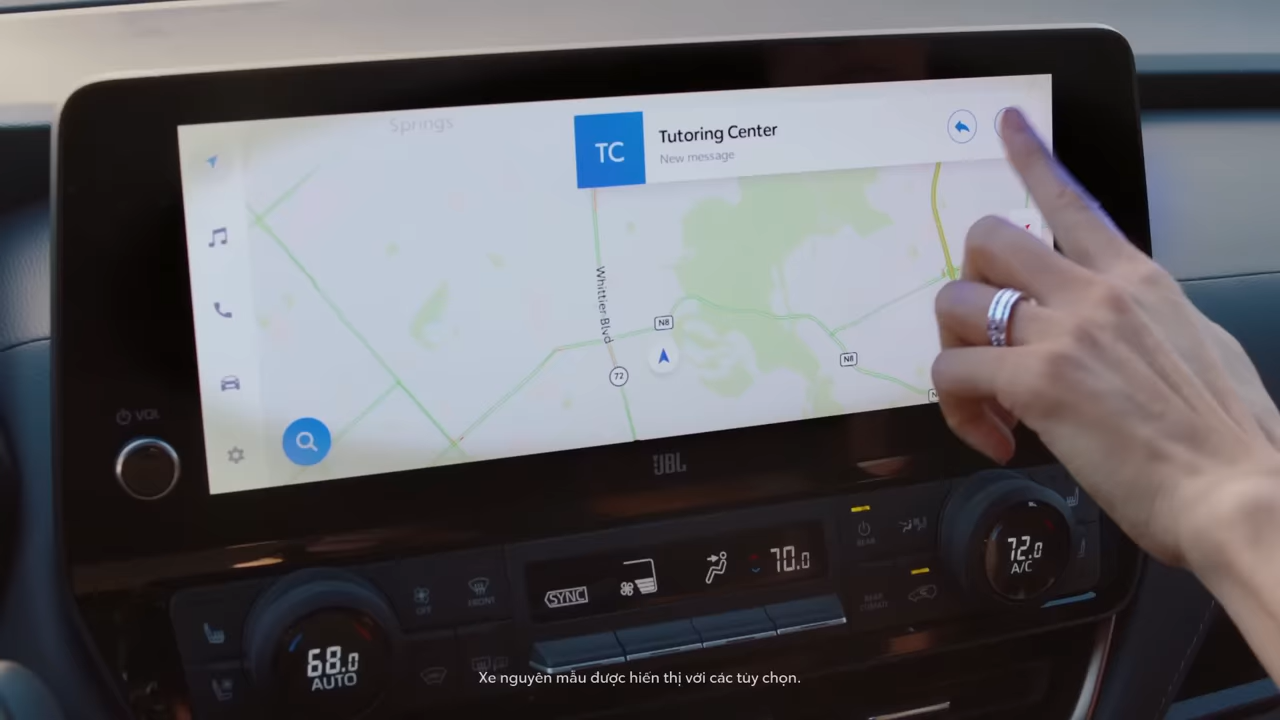 Springs
TC
Tutoring Center
New message
Whittier Blvd
N8
72
N8
VOL
JBL
REAR
72.0
A/C
70.0
SYNC
OFF
FRONT
68.0
AUTO
Xe nguyên mẫu được hiển thị với các tùy chọn.